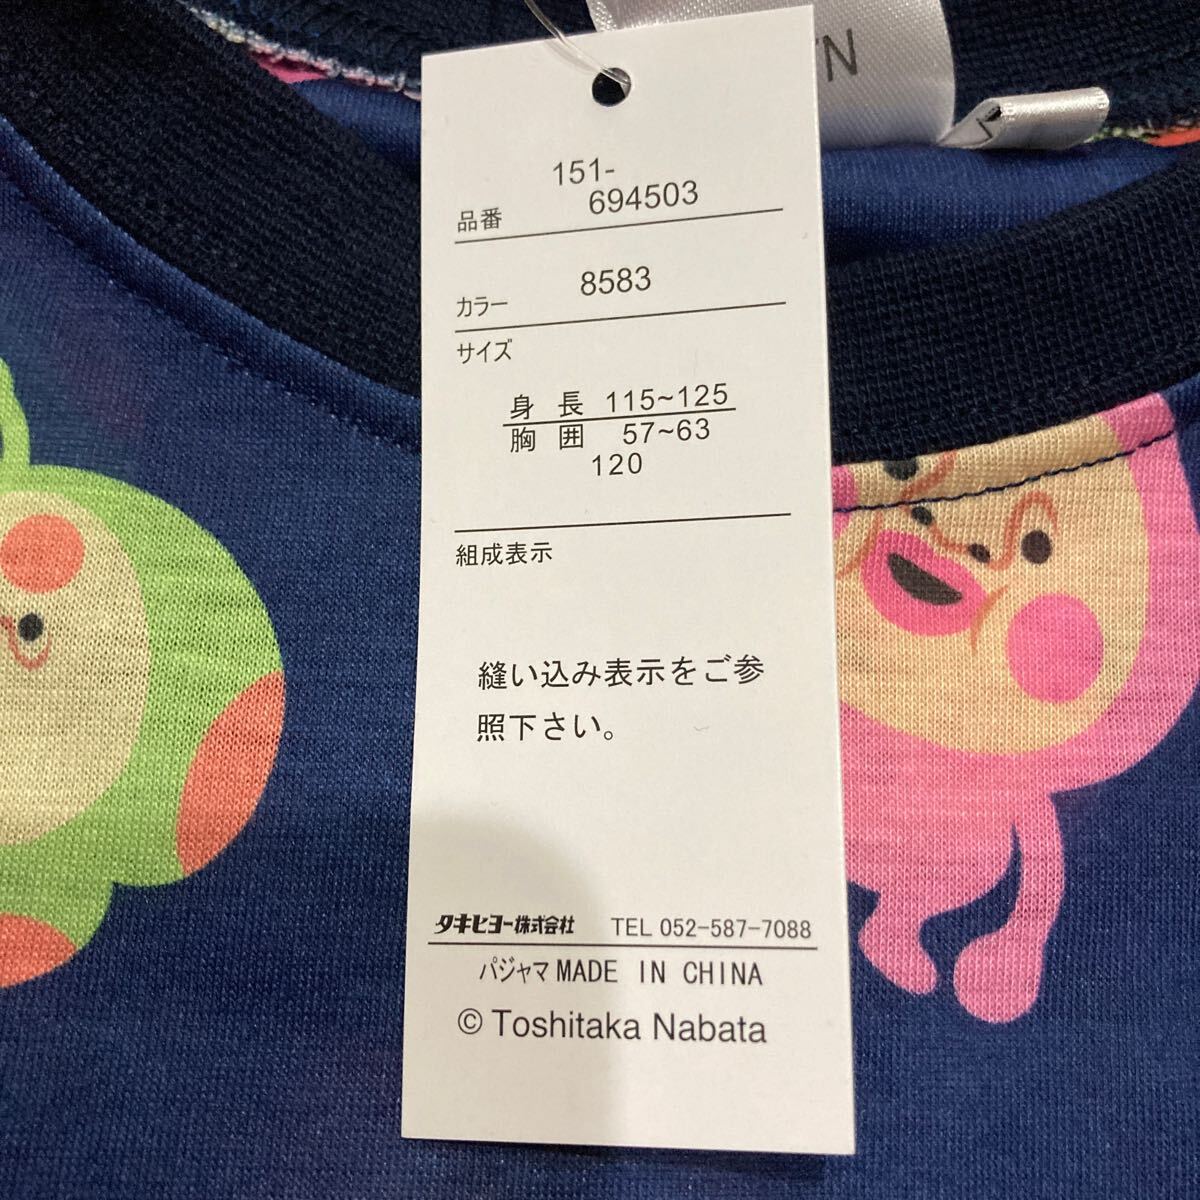 151-
品番 694503
カラー 8583
サイズ
身 長 115~125
胸 囲 57~63
120
組成表示
縫い込み表示をご参
照下さい。
タキヒヨー株式会社 TEL 052-587-7088
パジャマ MADE IN CHINA
© Toshitaka Nabata